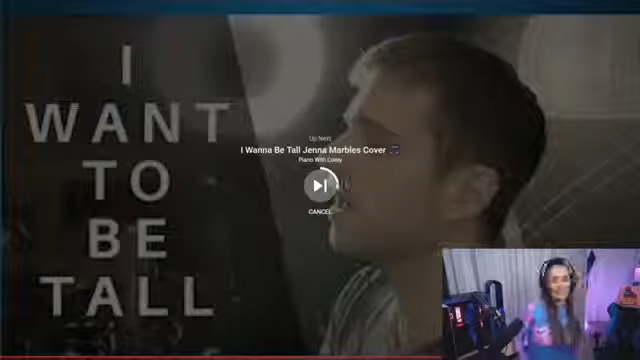 I
WANT
TO
BE
TALL
Up Next
I Wanna Be Tall Jenna Marbles Cover 🎵
Piano With Corey
CANCEL